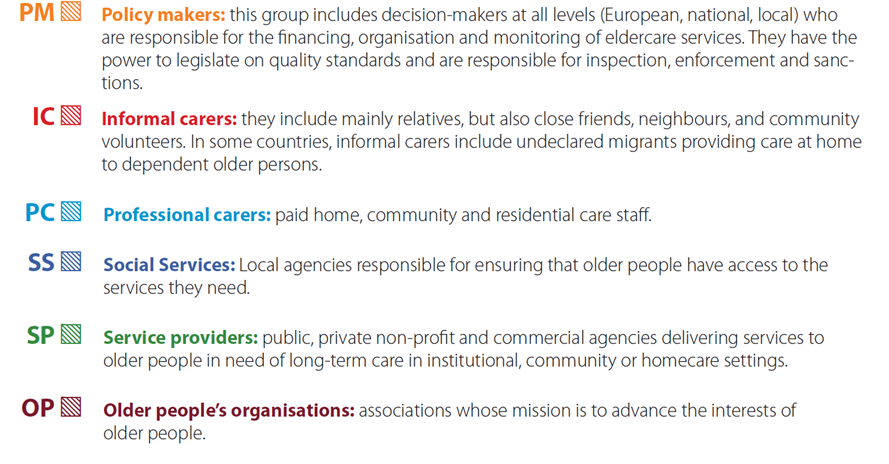 PM Policy makers: this group includes decision-makers at all levels (European, national, local) who
are responsible for the financing, organisation and monitoring of eldercare services. They have the
power to legislate on quality standards and are responsible for inspection, enforcement and sanc-
tions.
IC Informal carers: they include mainly relatives, but also close friends, neighbours, and community
volunteers. In some countries, informal carers include undeclared migrants providing care at home
to dependent older persons.
PC Professional carers: paid home, community and residential care staff.
SS Social Services: Local agencies responsible for ensuring that older people have access to the
services they need.
SP Service providers: public, private non-profit and commercial agencies delivering services to
older people in need of long-term care in institutional, community or homecare settings.
OP Older people's organisations: associations whose mission is to advance the interests of
older people.